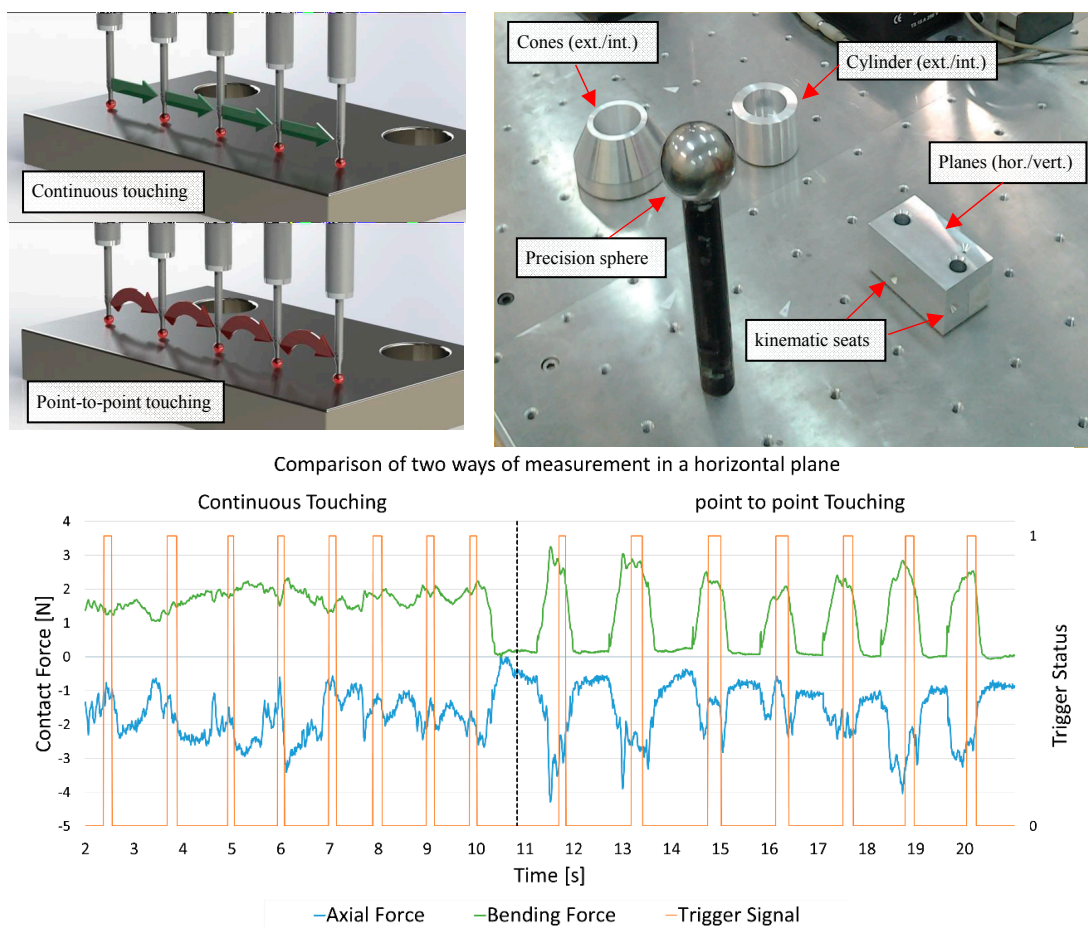 Continuous touching
Point-to-point touching
Cones (ext./int.)
Cylinder (ext./int.)
Planes (hor./vert.)
Precision sphere
kinematic seats
Comparison of two ways of measurement in a horizontal plane
Continuous Touching
point to point Touching
Contact Force [N]
4
3
2
1
0
-1
-2
-3
-4
-5
1
0
Trigger Status
2 3 4 5 6 7 8 9 10 11 12 13 14 15 16 17 18 19 20
Time [s]
Axial Force Bending Force Trigger Signal